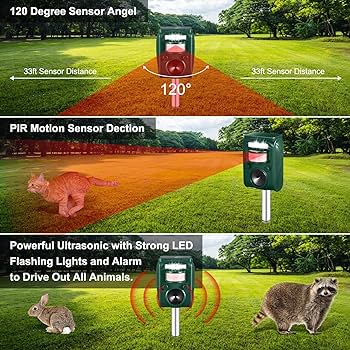 120 Degree Sensor Angel
33ft Sensor Distance
33ft Sensor Distance
120°
PIR Motion Sensor Dection
Powerful Ultrasonic with Strong LED
Flashing Lights and Alarm
to Drive Out All Animals.